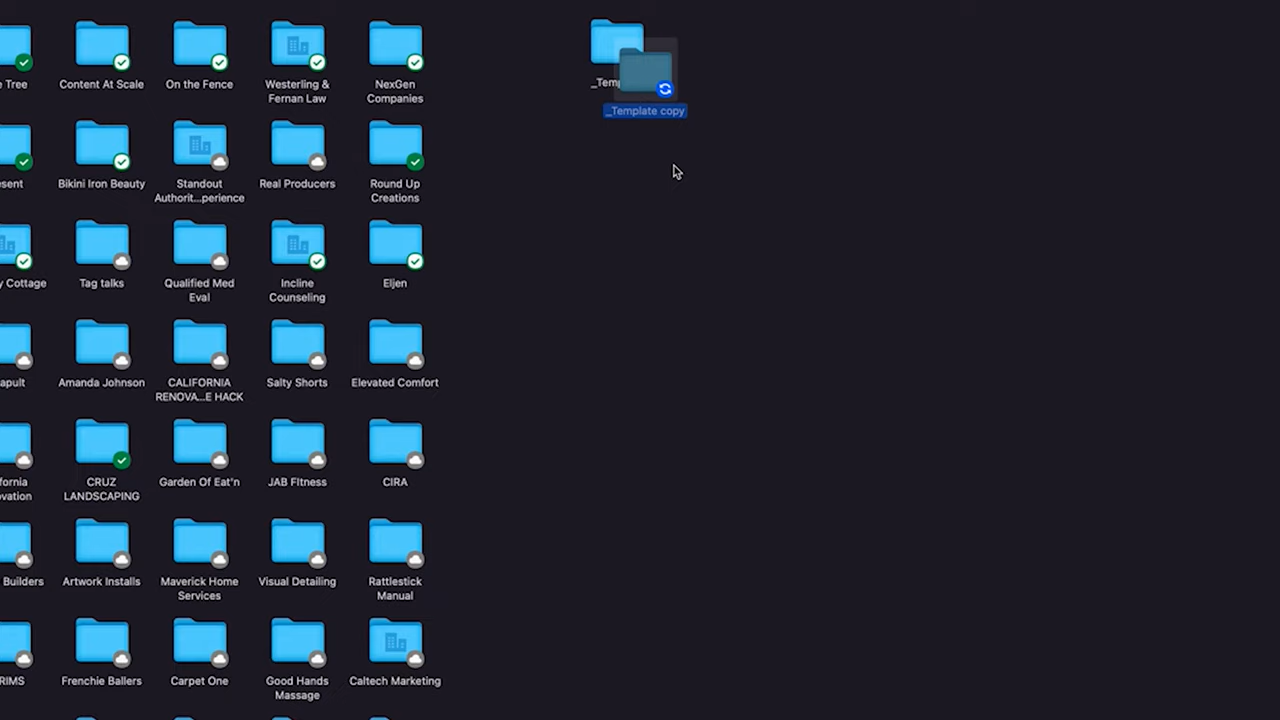 e Tree
Content At Scale
On the Fence
Westerling &
Fernan Law
NexGen
Companies
_Temp
_Template copy
esent
Bikini Iron Beauty
Standout
Authorit...perience
Real Producers
Round Up
Creations
y Cottage
Tag talks
Qualified Med
Eval
Incline
Counseling
Eljen
apult
Amanda Johnson
CALIFORNIA
RENOVA...E HACK
Salty Shorts
Elevated Comfort
fornia
ovation
CRUZ
LANDSCAPING
Garden Of Eat'n
JAB FItness
CIRA
Builders
Artwork Installs
Maverick Home
Services
Visual Detailing
Rattlestick
Manual
RIMS
Frenchie Ballers
Carpet One
Good Hands
Massage
Caltech Marketing